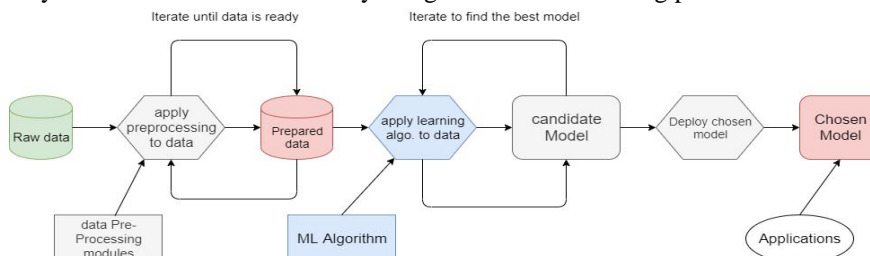 Iterate until data is ready
Iterate to find the best model
Raw data
apply
preprocessing
to data
Prepared
data
apply learning
algo. to data
candidate
Model
Deploy chosen
model
Chosen
Model
data Pre-
Processing
modules
ML Algorithm
Applications